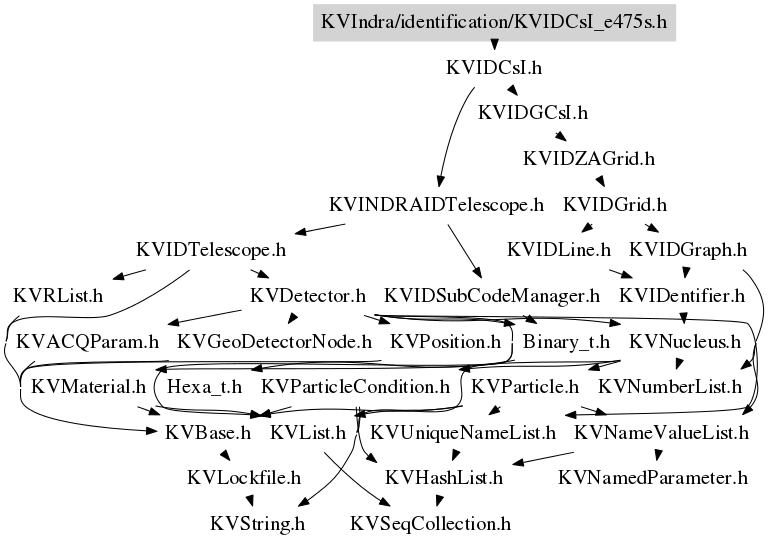 KVIndra/identification/KVIDCsI_e475s.h
KVIDCsI.h
KVIDGCsI.h
KVIDZAGrid.h
KVINDRAIDTelescope.h
KVIDGrid.h
KVIDTelescope.h
KVIDLine.h
KVIDGraph.h
KVRList.h
KVDetector.h
KVIDSubCodeManager.h
KVIDentifier.h
KVACQParam.h
KVGeoDetectorNode.h
KVPosition.h
Binary_t.h
KVNucleus.h
KVMaterial.h
Hexa_t.h
KVParticleCondition.h
KVParticle.h
KVNumberList.h
KVBase.h
KVList.h
KVUniqueNameList.h
KVNameValueList.h
KVLockfile.h
KVHashList.h
KVNamedParameter.h
KVString.h
KVSeqCollection.h